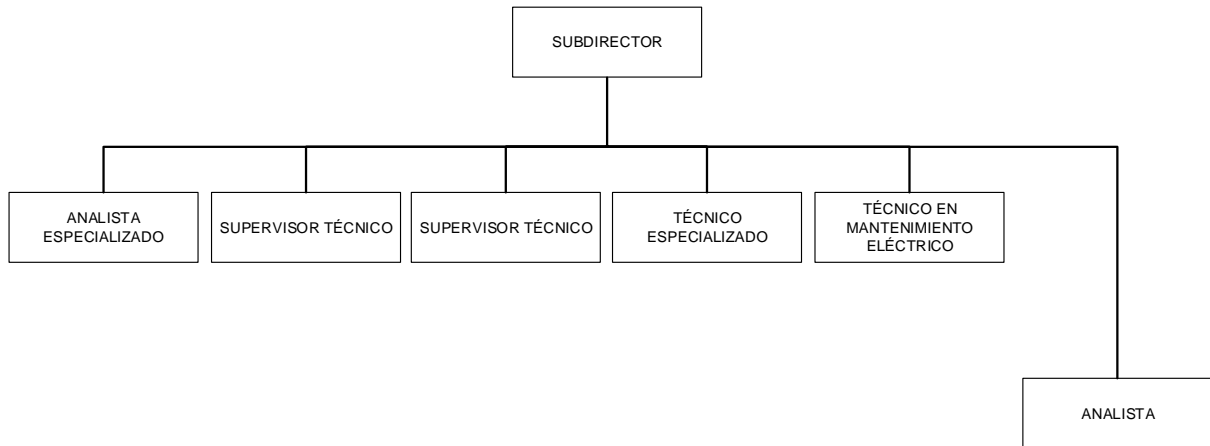 SUBDIRECTOR
ANALISTA
ESPECIALIZADO
SUPERVISOR TÉCNICO
SUPERVISOR TÉCNICO
TÉCNICO
ESPECIALIZADO
TÉCNICO EN
MANTENIMIENTO
ELÉCTRICO
ANALISTA